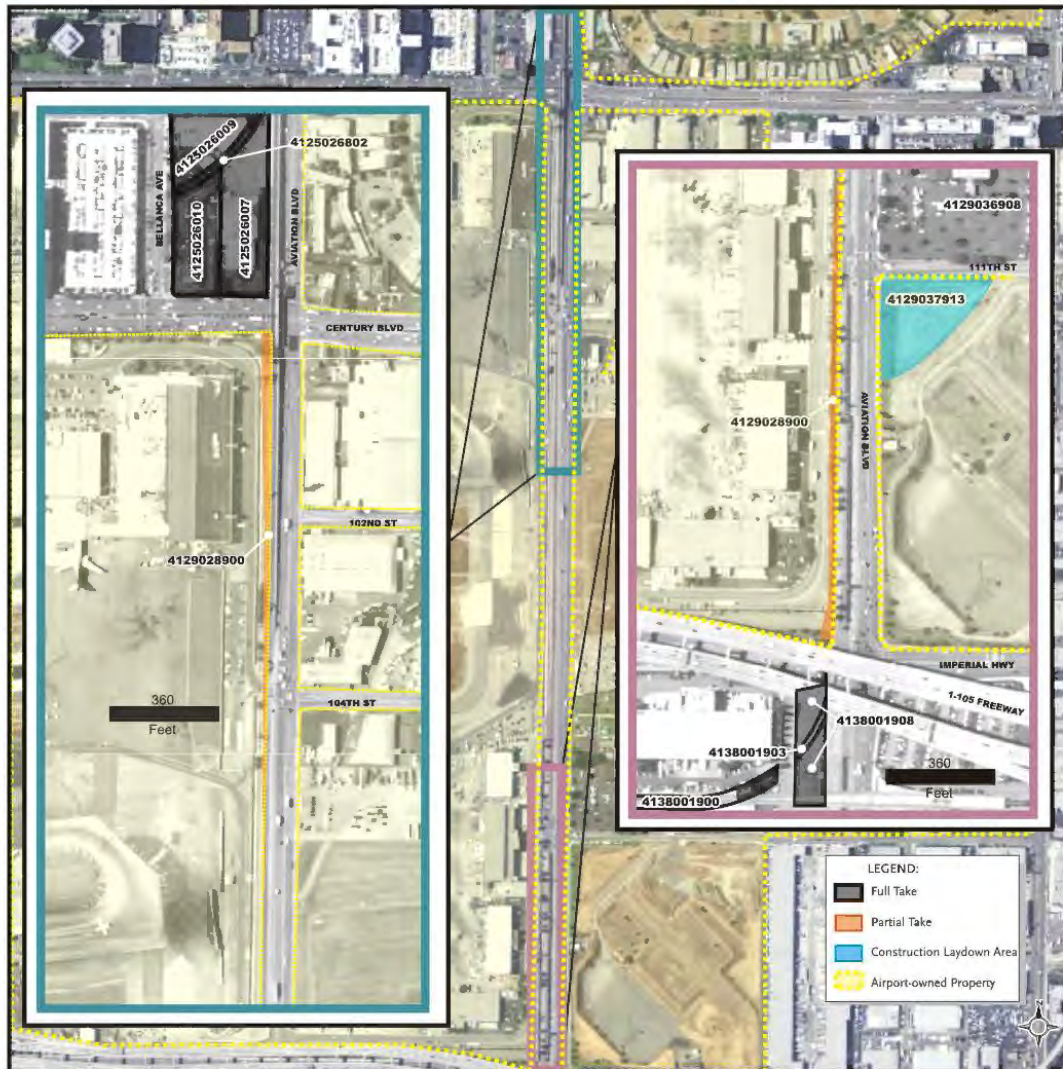 4125026009
4125026802
BELLANCA AVE
4125026010
4125026007
AVIATION BLVD
CENTURY BLVD
102ND ST
4129028900
104TH ST
360
Feet
4129036908
111TH ST
4129037913
4129028900
AVIATION BLVD
IMPERIAL HWY
1-105 FREEWAY
4138001908
4138001903
4138001900
360
Feet
LEGEND:
Full Take
Partial Take
Construction Laydown Area
Airport-owned Property
N